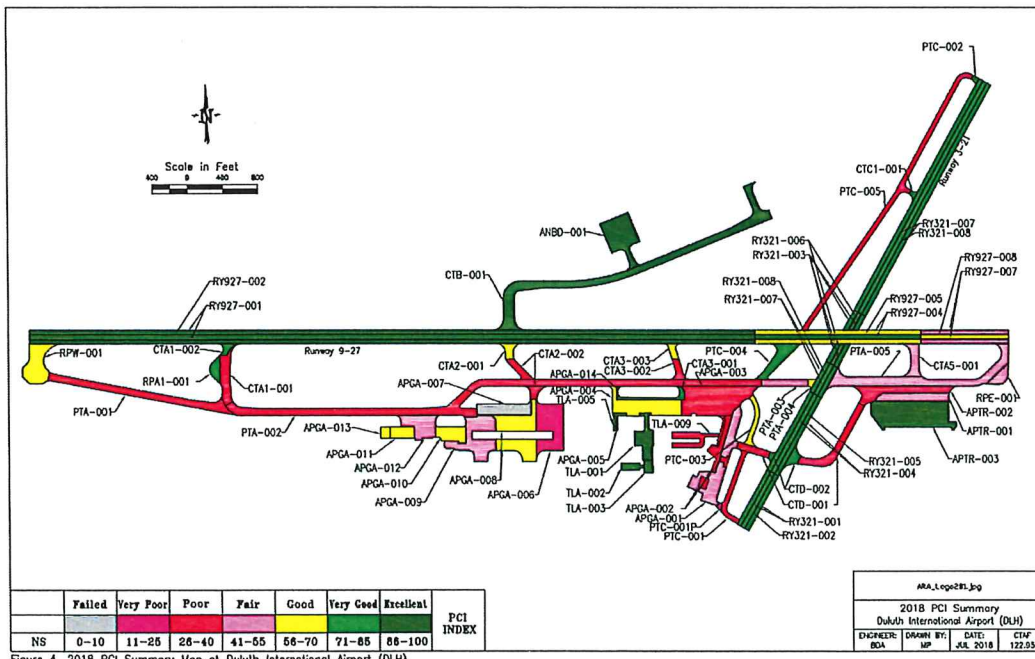 PTC-002
N
Scale in Feet
400 0 400 800
CTC1-001
Runway 3-21
PTC-005
ANBD-001
RY321-007
RY321-008
RY321-006
RY321-003
RY927-008
RY927-007
CTB-001
RY927-002
RY321-008
RY321-007
RY927-001
RY927-005
RY927-004
RPW-001
CTA1-002
Runway 9-27
CTA2-001
CTA2-002
CTA3-003
CTA3-002
PTC-004
CTA3-001
APGA-003
PTA-005
CTA5-001
RPA1-001
CTA1-001
APGA-014
APGA-007
APGA-004
TLA-005
PTA-003
PTA-004
RPE-001
PTA-001
APTR-002
PTA-002
TLA-009
APTR-001
APGA-013
APGA-011
APGA-005
PTC-003
RY321-005
APTR-003
APGA-012
TLA-001
RY321-004
APGA-010
APGA-008
CTD-002
APGA-009
APGA-006
TLA-002
CTD-001
TLA-003
APGA-002
APGA-001
RY321-001
PTC-001P
PTC-001
RY321-002
Failed Very Poor Poor Fair Good Very Good Excellent PCI INDEX
NS 0-10 11-25 26-40 41-55 56-70 71-85 86-100
ARA_Logo281.jpg
2018 PCI Summary
Duluth International Airport (DLH)
ENGINEER: DRAWN BY: DATE: CTAF
BDA MP JUL 2018 122.95
Figure 4. 2018 PCI Summary Map at Duluth International Airport (DLH)